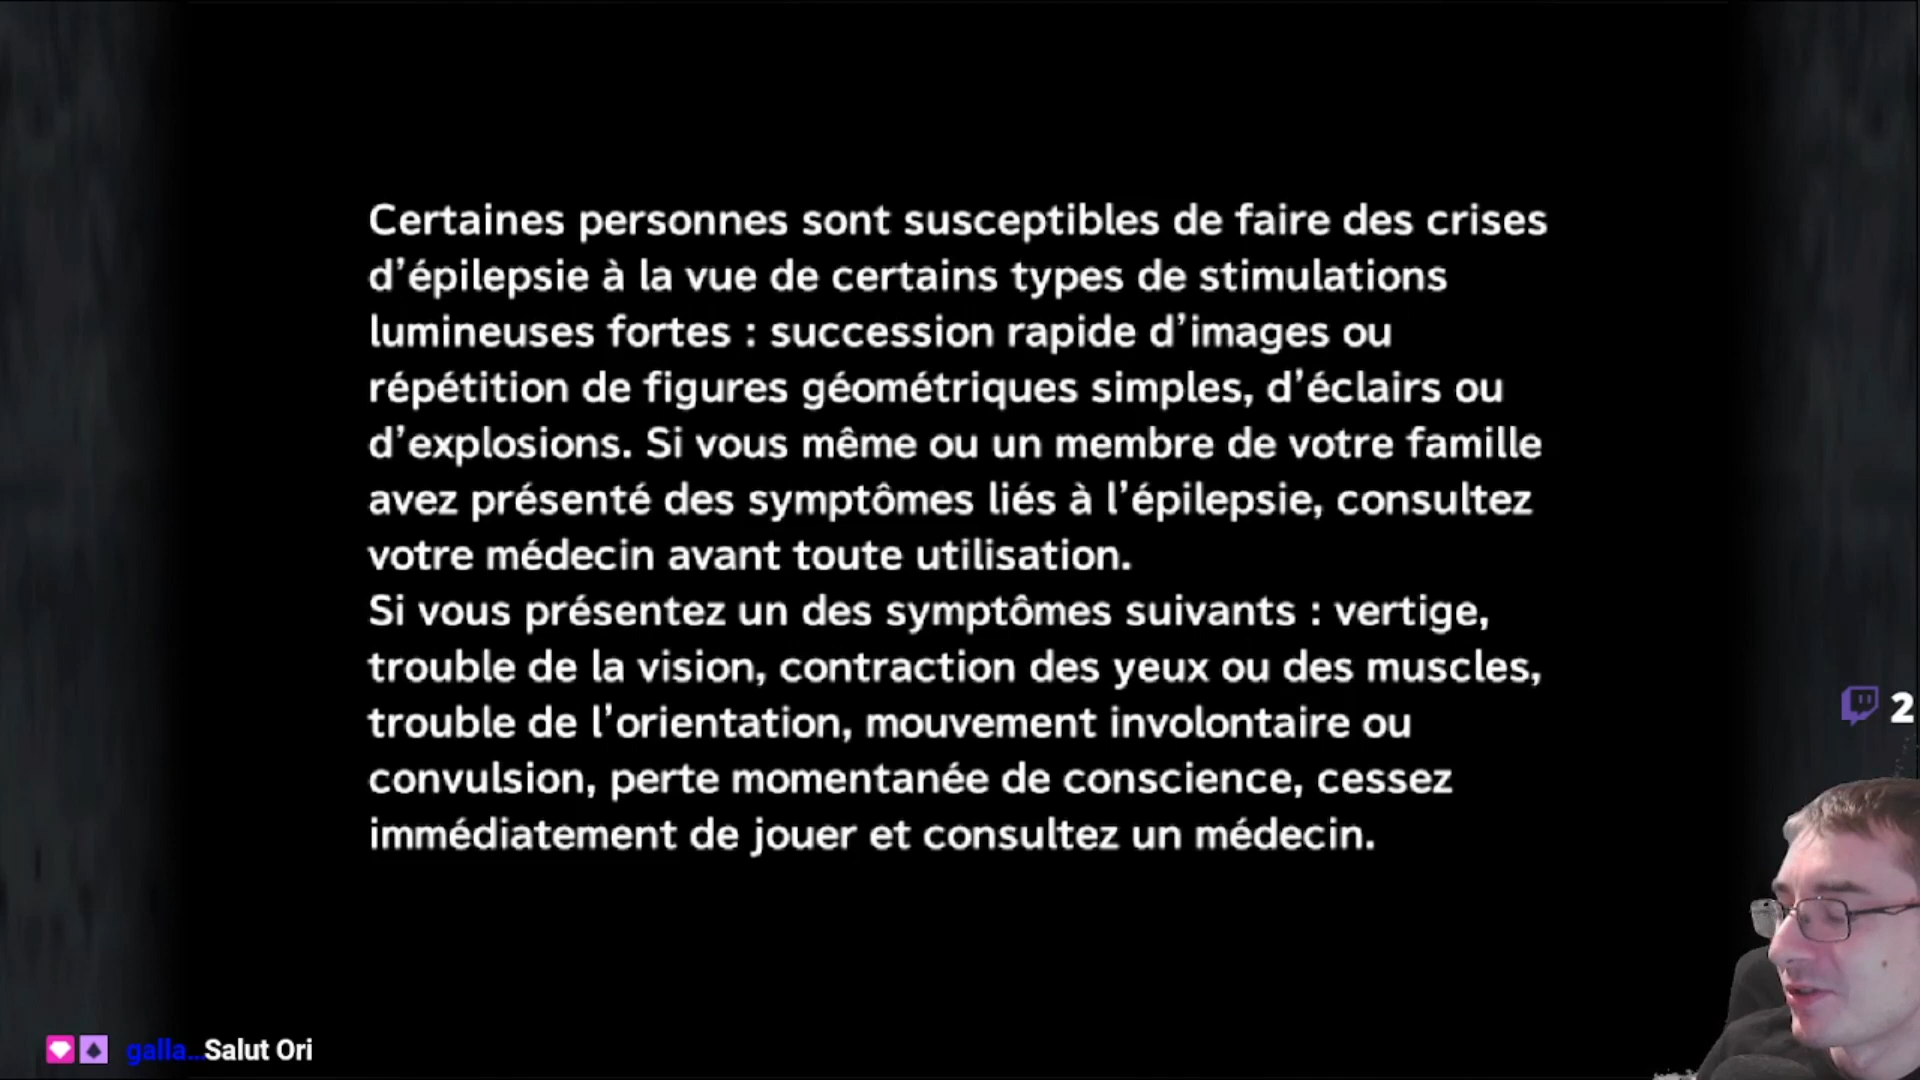 Certaines personnes sont susceptibles de faire des crises
d'épilepsie à la vue de certains types de stimulations
lumineuses fortes : succession rapide d'images ou
répétition de figures géométriques simples, d'éclairs ou
d'explosions. Si vous même ou un membre de votre famille
avez présenté des symptômes liés à l'épilepsie, consultez
votre médecin avant toute utilisation.
Si vous présentez un des symptômes suivants : vertige,
trouble de la vision, contraction des yeux ou des muscles,
trouble de l'orientation, mouvement involontaire ou
convulsion, perte momentanée de conscience, cessez
immédiatement de jouer et consultez un médecin.
2
galla...Salut Ori